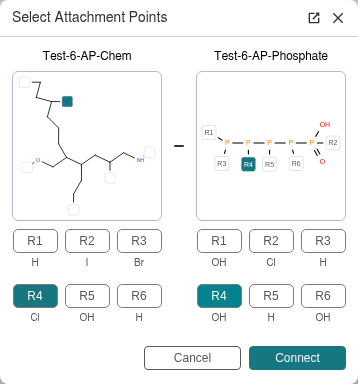 Select Attachment Points
Test-6-AP-Chem
Test-6-AP-Phosphate
O
NH
R1
P
P
P
P
P
OH
R2
R3
R4
R5
R6
O
R1
R2
R3
R1
R2
R3
H
I
Br
OH
Cl
H
R4
R5
R6
R4
R5
R6
Cl
OH
H
OH
H
OH
Cancel
Connect